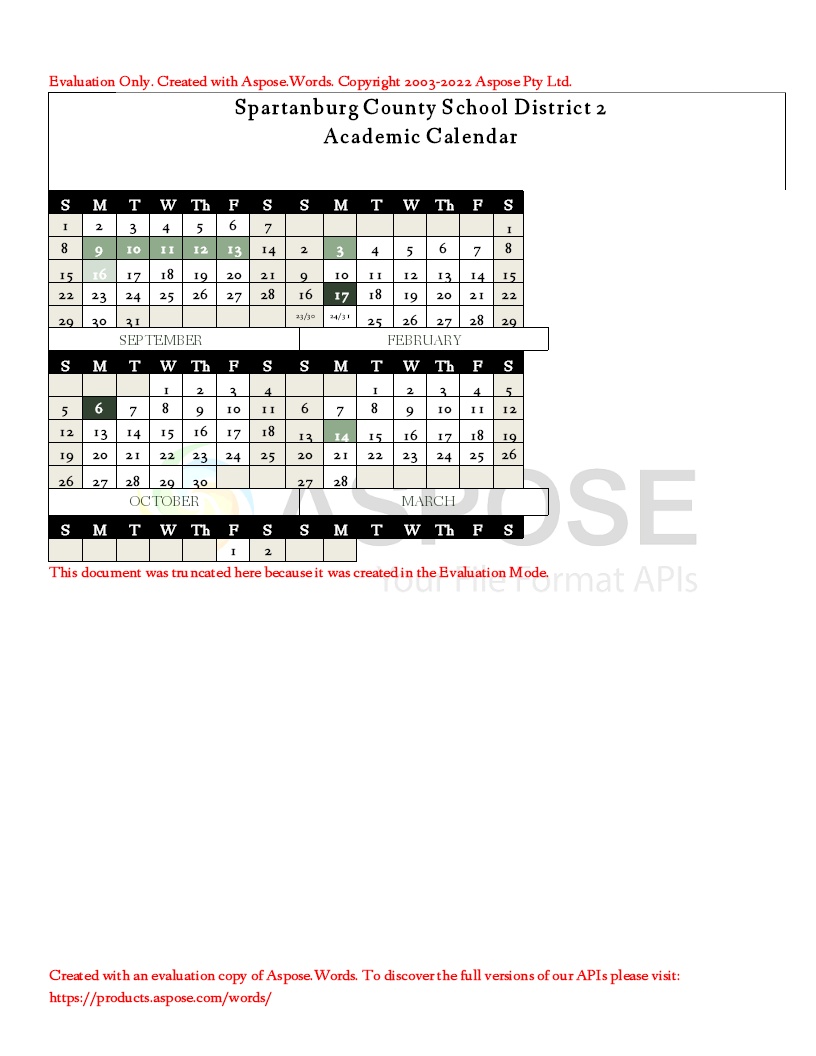 Evaluation Only. Created with Aspose.Words. Copyright 2003-2022 Aspose Pty Ltd.
Spartanburg County School District 2
Academic Calendar
S M T W Th F S S M T W Th F S
1 2 3 4 5 6 7 1
8 9 10 11 12 13 14 2 3 4 5 6 7 8
15 16 17 18 19 20 21 9 10 11 12 13 14 15
22 23 24 25 26 27 28 16 17 18 19 20 21 22
29 30 31 23/30 24/31 25 26 27 28 29
SEPTEMBER FEBRUARY
S M T W Th F S S M T W Th F S
1 2 3 4 1 2 3 4 5
5 6 7 8 9 10 11 6 7 8 9 10 11 12
12 13 14 15 16 17 18 13 14 15 16 17 18 19
19 20 21 22 23 24 25 20 21 22 23 24 25 26
26 27 28 29 30 27 28
OCTOBER MARCH
ASPOSE
S M T W Th F S S M T W Th F S
1 2
This document was truncated here because it was created in the Evaluation Mode.
Your File Format APIs
Created with an evaluation copy of Aspose.Words. To discover the full versions of our APIs please visit:
https://products.aspose.com/words/